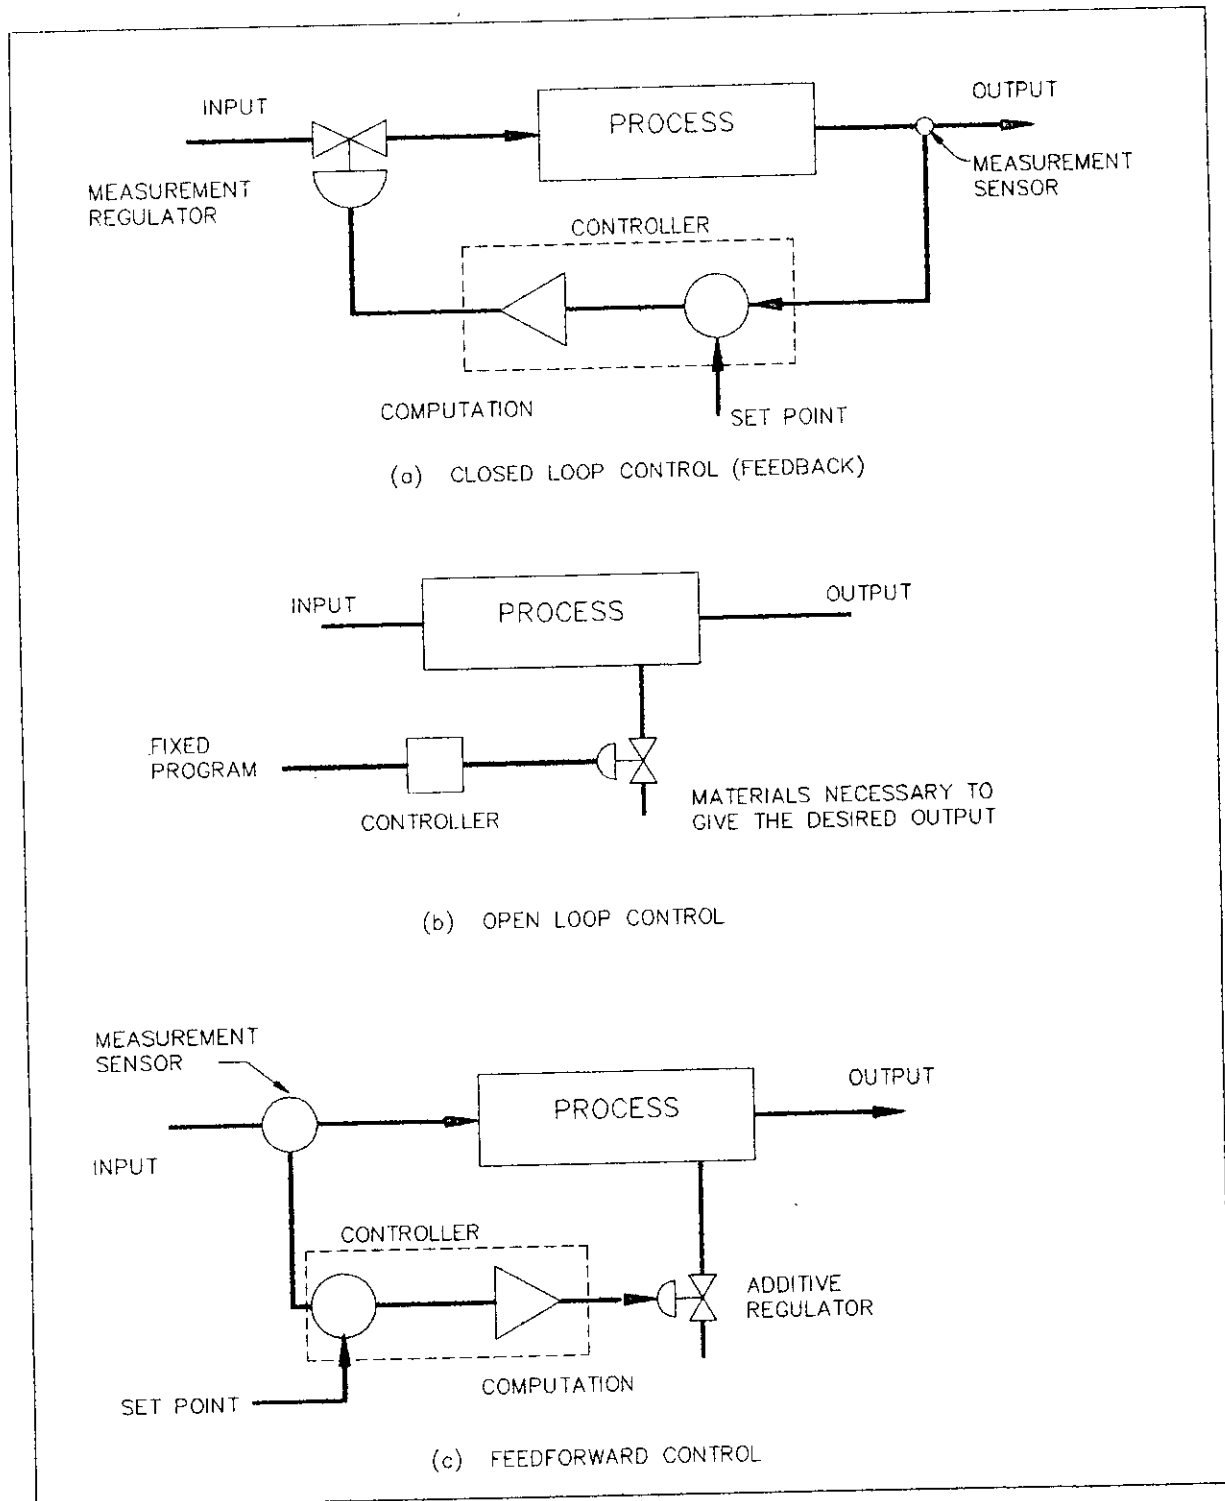 INPUT
PROCESS
OUTPUT
MEASUREMENT
SENSOR
MEASUREMENT
REGULATOR
CONTROLLER
COMPUTATION
SET POINT
(a) CLOSED LOOP CONTROL (FEEDBACK)
INPUT
PROCESS
OUTPUT
FIXED
PROGRAM
CONTROLLER
MATERIALS NECESSARY TO
GIVE THE DESIRED OUTPUT
(b) OPEN LOOP CONTROL
MEASUREMENT
SENSOR
PROCESS
OUTPUT
INPUT
CONTROLLER
ADDITIVE
REGULATOR
COMPUTATION
SET POINT
(c) FEEDFORWARD CONTROL